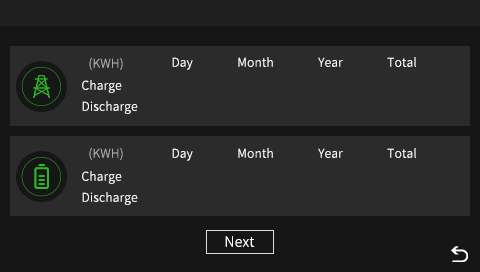 (KWH) Day Month Year Total
Charge
Discharge
(KWH) Day Month Year Total
Charge
Discharge
Next